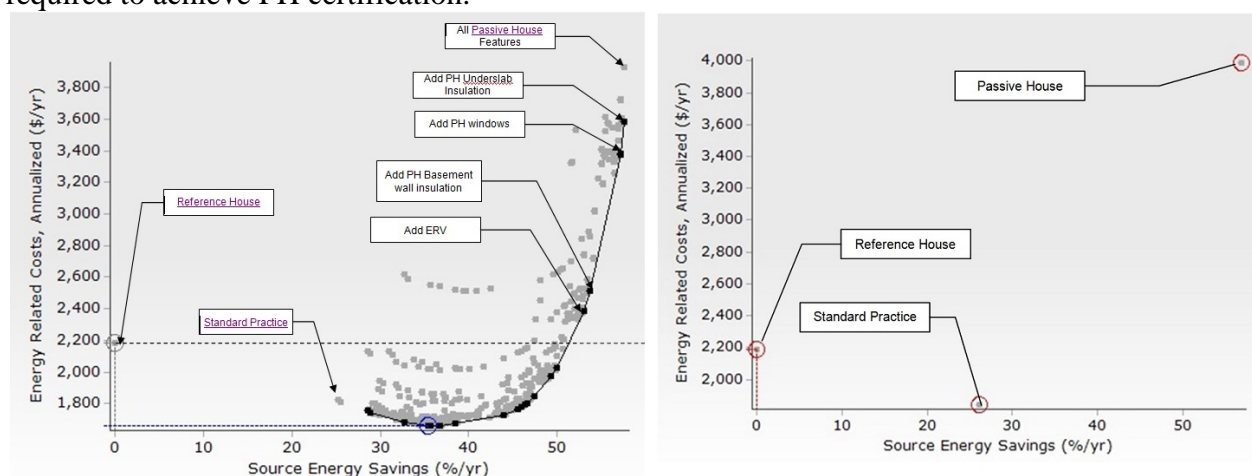 required to achieve PH certification.
All Passive House
Features
Add PH Underslab
Insulation
Add PH windows
Add PH Basement
wall insulation
Add ERV
Reference House
Standard Practice
Energy Related Costs, Annualized ($/yr)
3,800
3,600
3,400
3,200
3,000
2,800
2,600
2,400
2,200
2,000
1,800
0
10
20
30
40
50
Source Energy Savings (%/yr)
Passive House
Reference House
Standard Practice
Energy Related Costs, Annualized ($/yr)
4,000
3,800
3,600
3,400
3,200
3,000
2,800
2,600
2,400
2,200
2,000
0
10
20
30
40
50
Source Energy Savings (%/yr)